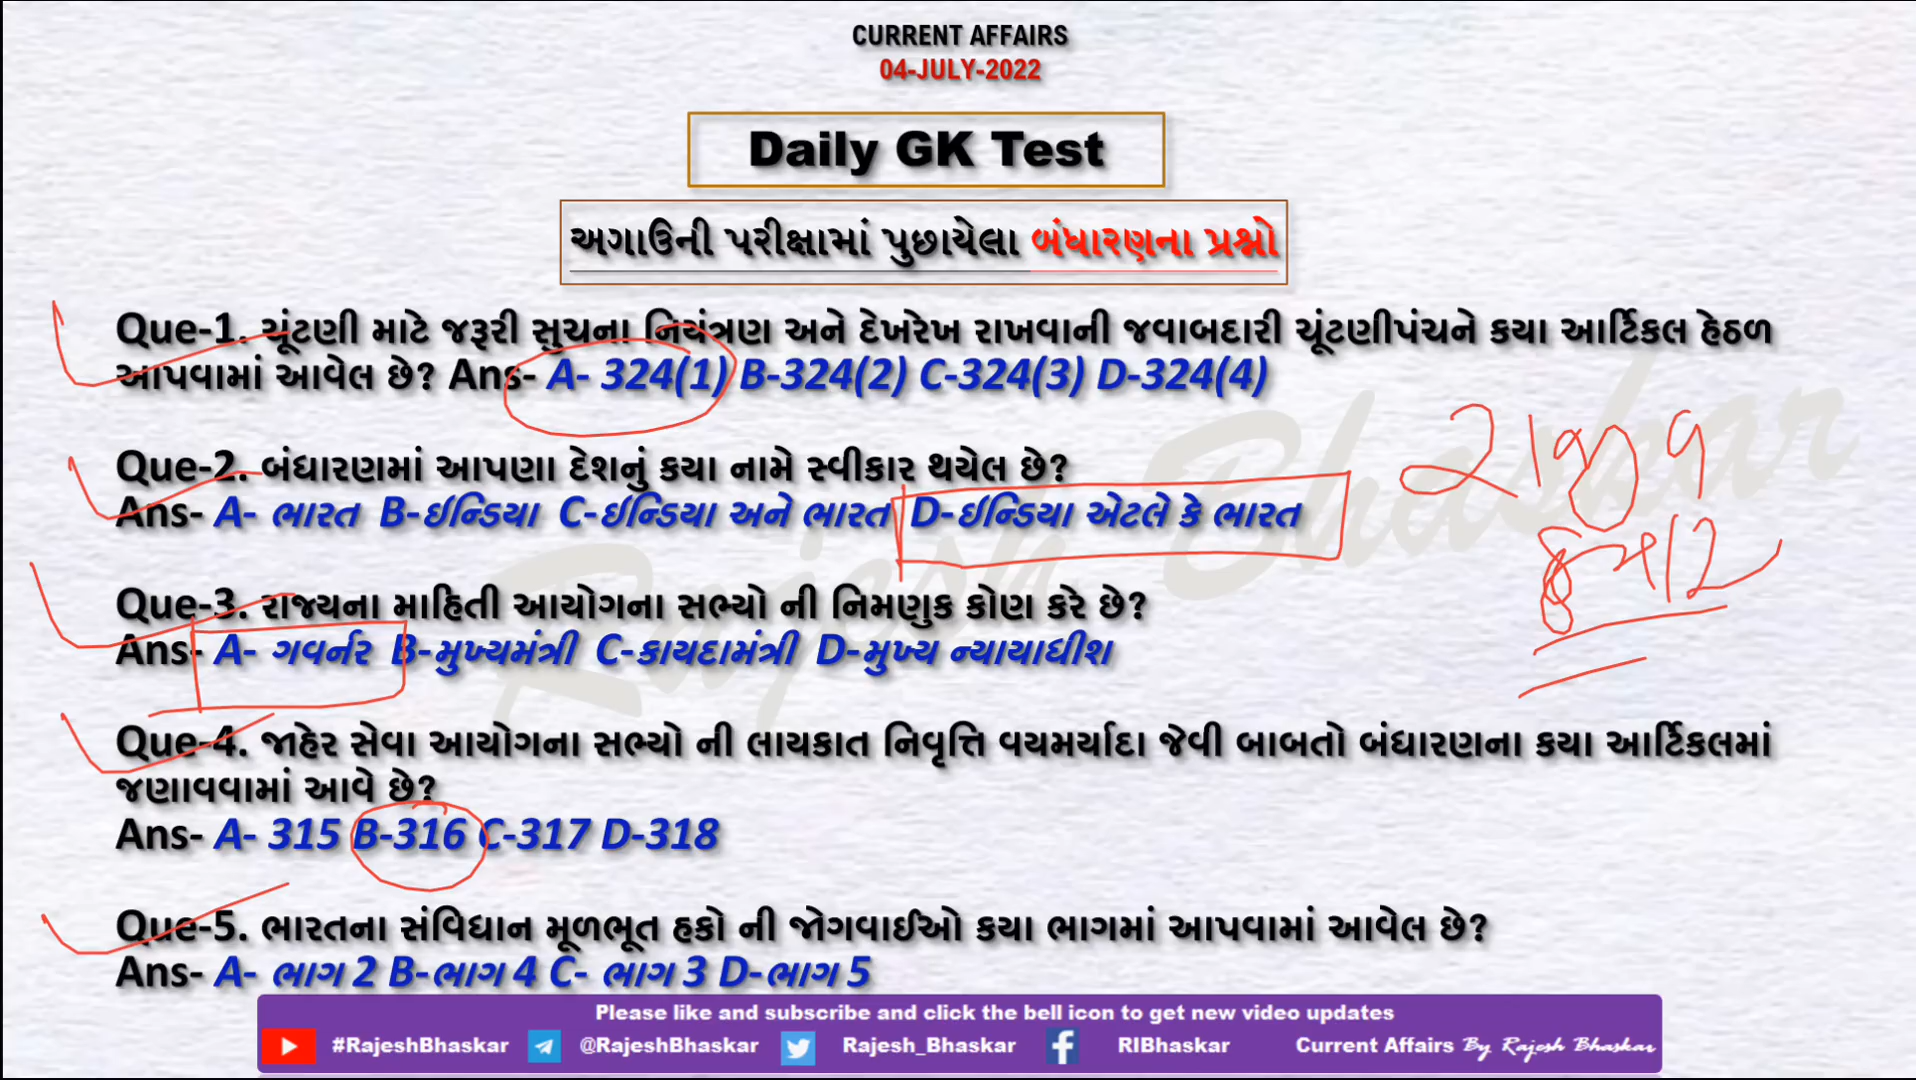 CURRENT AFFAIRS
04-JULY-2022
Daily GK Test
અગાઉની પરીક્ષામાં પુછાયેલા બંધારણના પ્રશ્નો
Que-1. ચૂંટણી માટે જરૂરી સુચના નિયંત્રણ અને દેખરેખ રાખવાની જવાબદારી ચૂંટણીપંચને કયા આર્ટિકલ હેઠળ
આપવામાં આવેલ છે? Ans- A- 324(1) B-324(2) C-324(3) D-324(4)
Que-2. બંધારણમાં આપણા દેશનું કયા નામે સ્વીકાર થયેલ છે?
Ans- A- ભારત B-ઈન્ડિયા C-ઈન્ડિયા અને ભારત D-ઈન્ડિયા એટલે કે ભારત
Que-3. રાજ્યના માહિતી આયોગના સભ્યો ની નિમણુક કોણ કરે છે?
Ans- A- ગવર્નર B-મુખ્યમંત્રી C-કાયદામંત્રી D-મુખ્ય ન્યાયાધીશ
Que-4. જાહેર સેવા આયોગના સભ્યો ની લાયકાત નિવૃત્તિ વયમર્યાદા જેવી બાબતો બંધારણના કયા આર્ટિકલમાં
જણાવવામાં આવે છે?
Ans- A- 315 B-316 C-317 D-318
Que-5. ભારતના સંવિધાન મૂળભૂત હકો ની જોગવાઈઓ કયા ભાગમાં આપવામાં આવેલ છે?
Ans- A- ભાગ 2 B-ભાગ 4 C- ભાગ 3 D-ભાગ 5
Rajesh Bhaskar
Please like and subscribe and click the bell icon to get new video updates
#RajeshBhaskar @RajeshBhaskar Rajesh_Bhaskar RIBhaskar Current Affairs By Rajesh Bhaskar